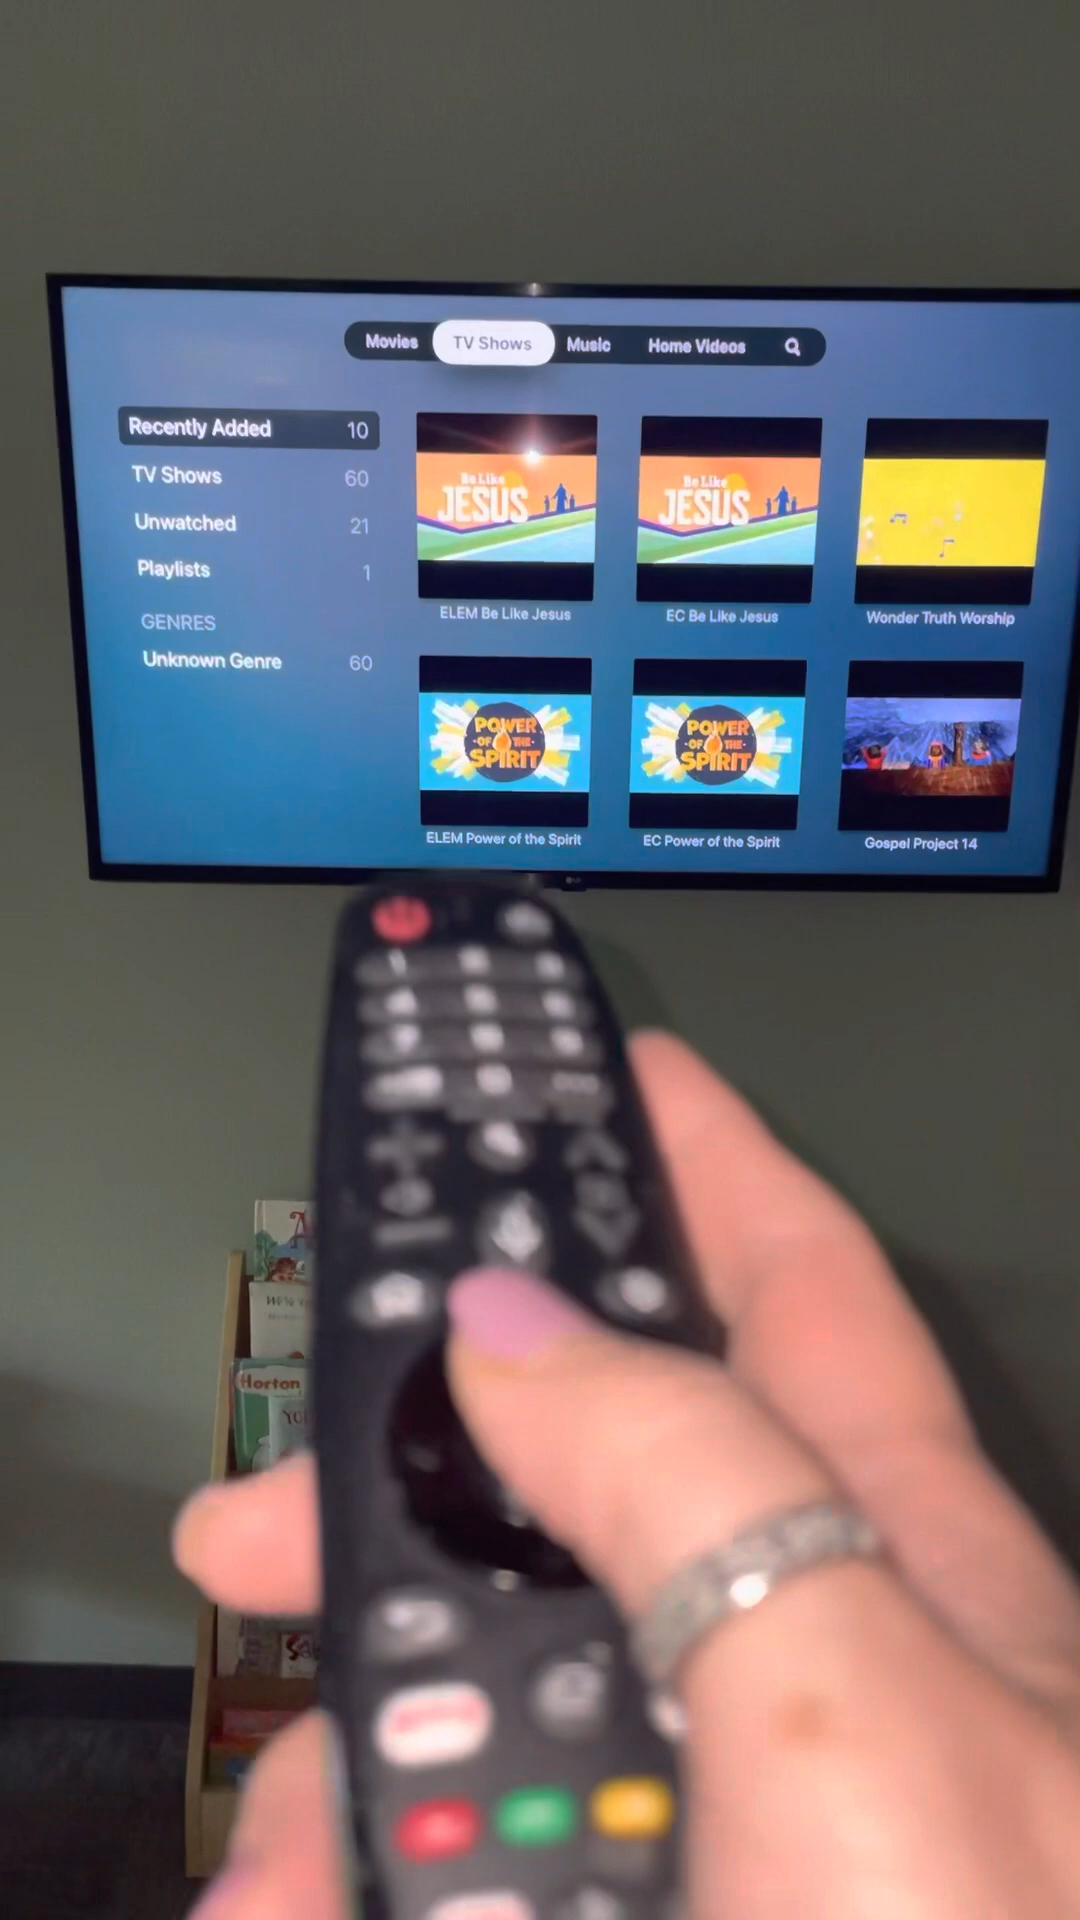 Movies TV Shows Music Home Videos
Recently Added 10
TV Shows 60
Unwatched 21
Playlists 1
GENRES
Unknown Genre 60
Be Like
JESUS
ELEM Be Like Jesus
Be Like
JESUS
EC Be Like Jesus
Wonder Truth Worship
POWER
OF THE
SPIRIT
ELEM Power of the Spirit
POWER
OF THE
SPIRIT
EC Power of the Spirit
Gospel Project 14
LG
Horton